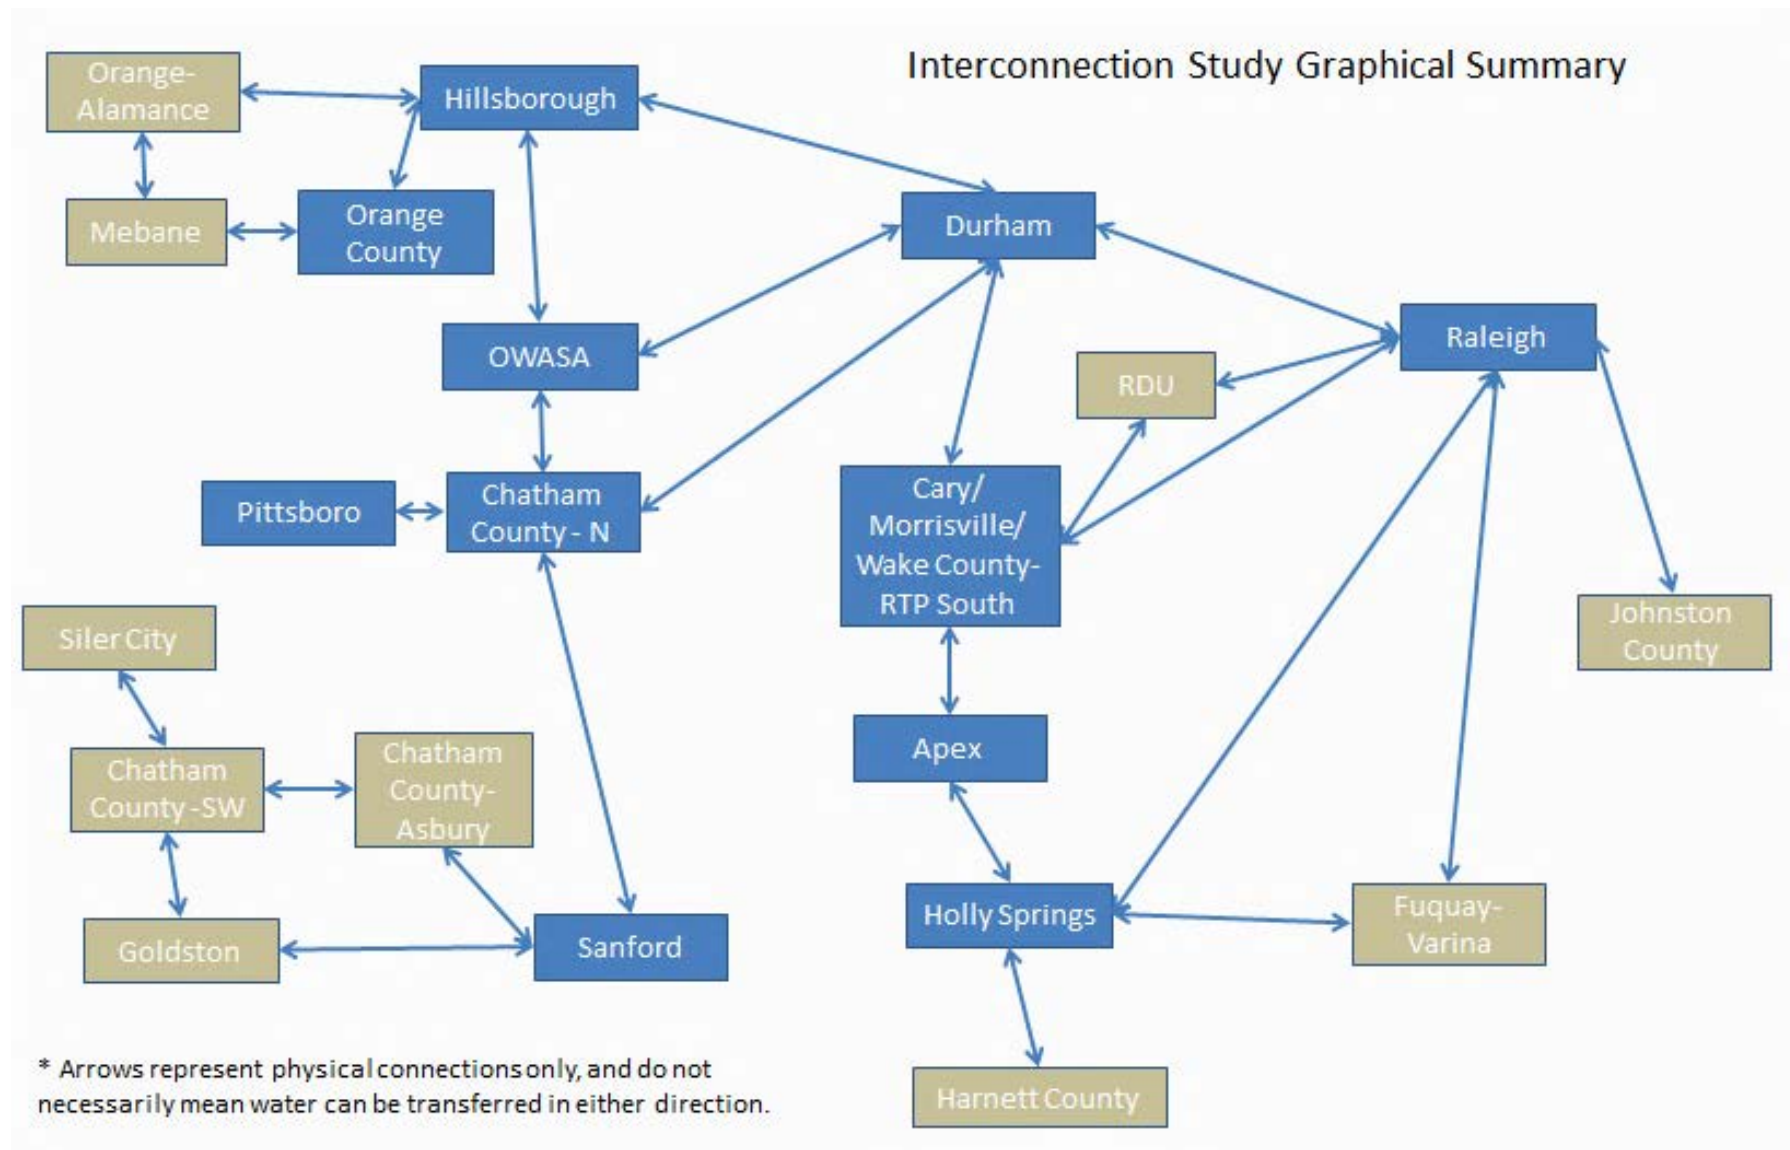 Interconnection Study Graphical Summary
Orange-
Alamance
Hillsborough
Mebane
Orange
County
Durham
OWASA
Raleigh
RDU
Pittsboro
Chatham
County - N
Cary/
Morrisville/
Wake County-
RTP South
Siler City
Johnston
County
Chatham
County -SW
Chatham
County-
Asbury
Apex
Goldston
Sanford
Holly Springs
Fuquay-
Varina
Harnett County
* Arrows represent physical connections only, and do not
necessarily mean water can be transferred in either direction.